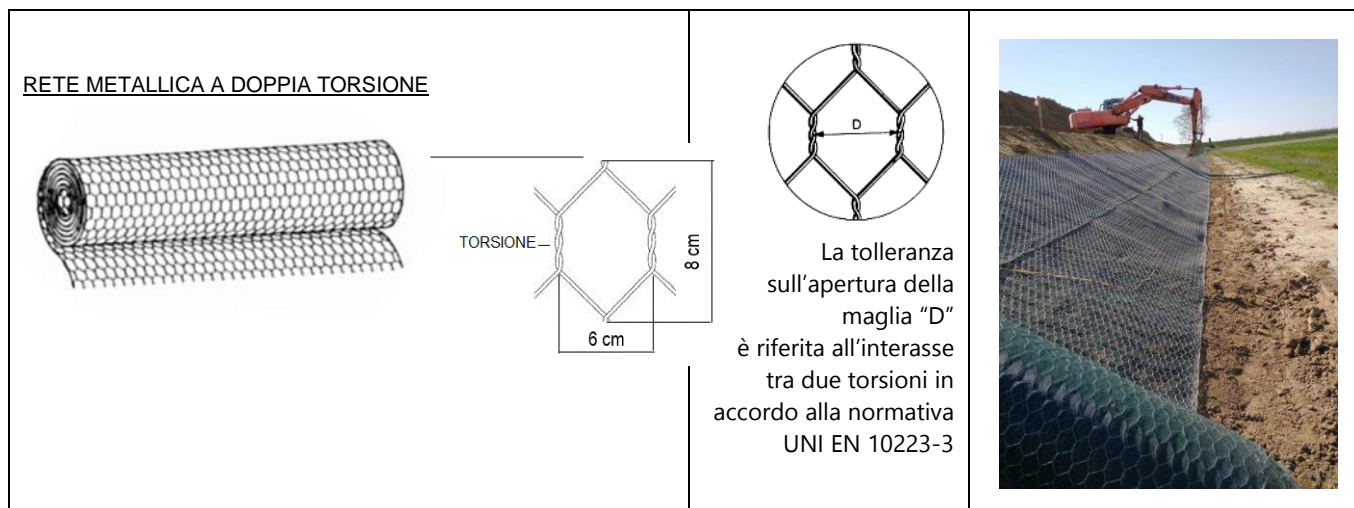 RETE METALLICA A DOPPIA TORSIONE
TORSIONE
8 cm
6 cm
D
La tolleranza
sull'apertura della
maglia "D"
è riferita all'interasse
tra due torsioni in
accordo alla normativa
UNI EN 10223-3